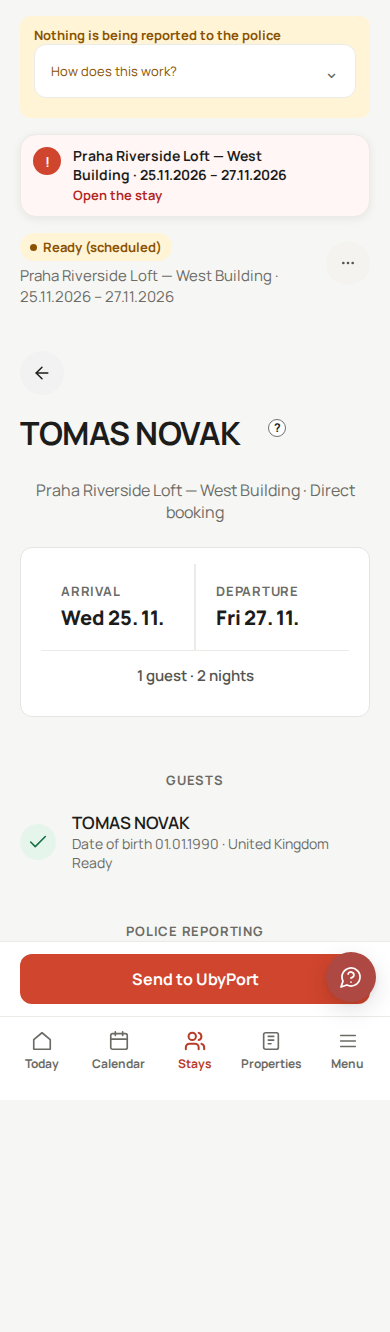 Nothing is being reported to the police
How does this work?
!
Praha Riverside Loft — West
Building · 25.11.2026 – 27.11.2026
Open the stay
Ready (scheduled)
Praha Riverside Loft — West Building ·
25.11.2026 – 27.11.2026
TOMAS NOVAK
?
Praha Riverside Loft — West Building · Direct
booking
ARRIVAL
DEPARTURE
Wed 25. 11.
Fri 27. 11.
1 guest · 2 nights
GUESTS
TOMAS NOVAK
Date of birth 01.01.1990 · United Kingdom
Ready
POLICE REPORTING
Send to UbyPort
Today
Calendar
Stays
Properties
Menu